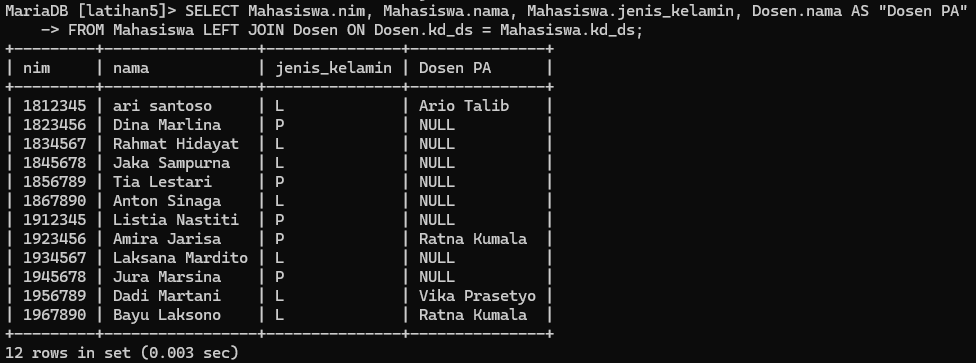 MariaDB [latihan5]> SELECT Mahasiswa.nim, Mahasiswa.nama, Mahasiswa.jenis_kelamin, Dosen.nama AS "Dosen PA"
    -> FROM Mahasiswa LEFT JOIN Dosen ON Dosen.kd_ds = Mahasiswa.kd_ds;
+---------+-----------------+---------------+---------------+
| nim     | nama            | jenis_kelamin | Dosen PA      |
+---------+-----------------+---------------+---------------+
| 1812345 | ari santoso     | L             | Ario Talib    |
| 1823456 | Dina Marlina    | P             | NULL          |
| 1834567 | Rahmat Hidayat  | L             | NULL          |
| 1845678 | Jaka Sampurna   | L             | NULL          |
| 1856789 | Tia Lestari     | P             | NULL          |
| 1867890 | Anton Sinaga    | L             | NULL          |
| 1912345 | Listia Nastiti  | P             | NULL          |
| 1923456 | Amira Jarisa    | P             | Ratna Kumala  |
| 1934567 | Laksana Mardito | L             | NULL          |
| 1945678 | Jura Marsina    | P             | NULL          |
| 1956789 | Dadi Martani    | L             | Vika Prasetyo |
| 1967890 | Bayu Laksono    | L             | Ratna Kumala  |
+---------+-----------------+---------------+---------------+
12 rows in set (0.003 sec)